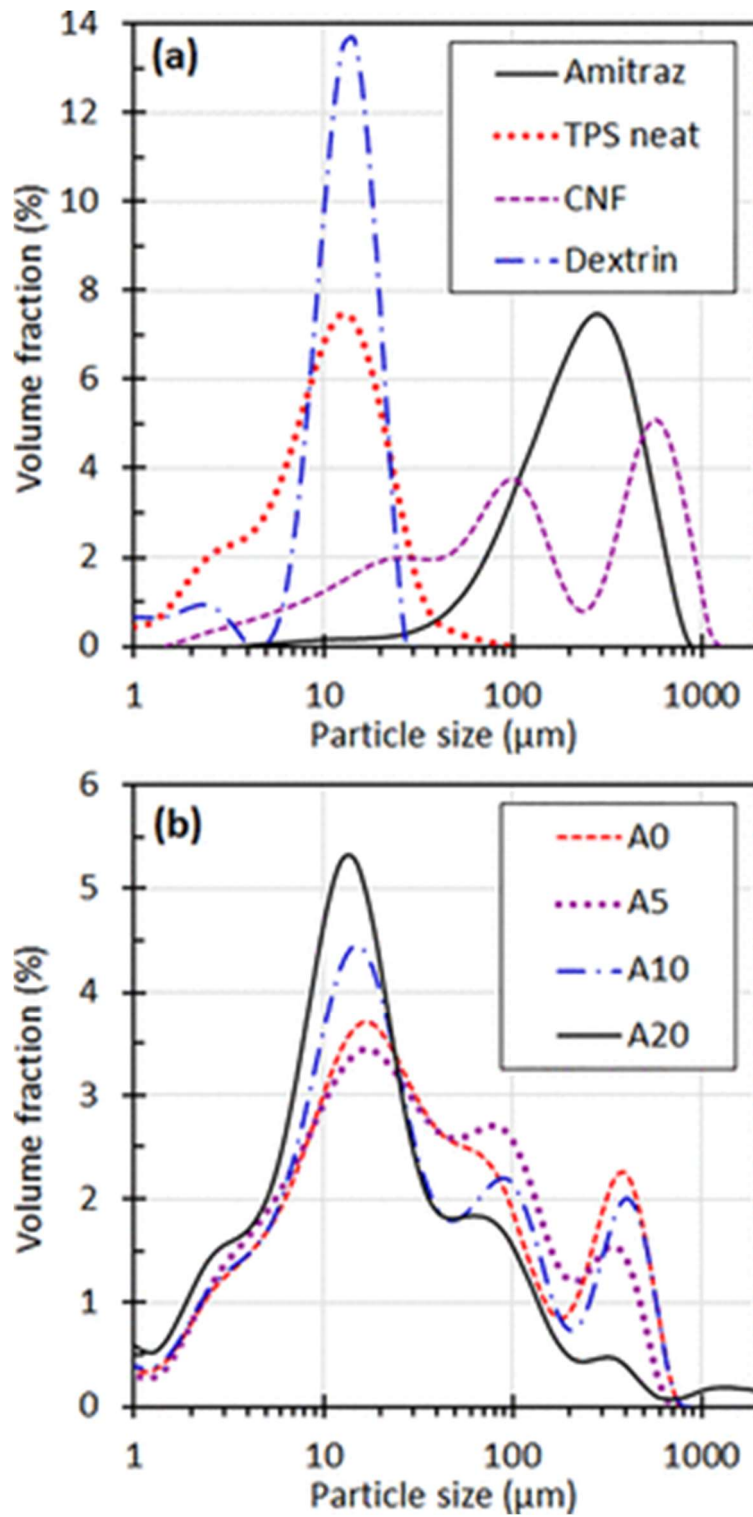 (a)
Amitraz
TPS neat
CNF
Dextrin
Volume fraction (%)
14
12
10
8
6
4
2
0
1 10 100 1000
Particle size (µm)
(b)
A0
A5
A10
A20
Volume fraction (%)
6
5
4
3
2
1
0
1 10 100 1000
Particle size (µm)